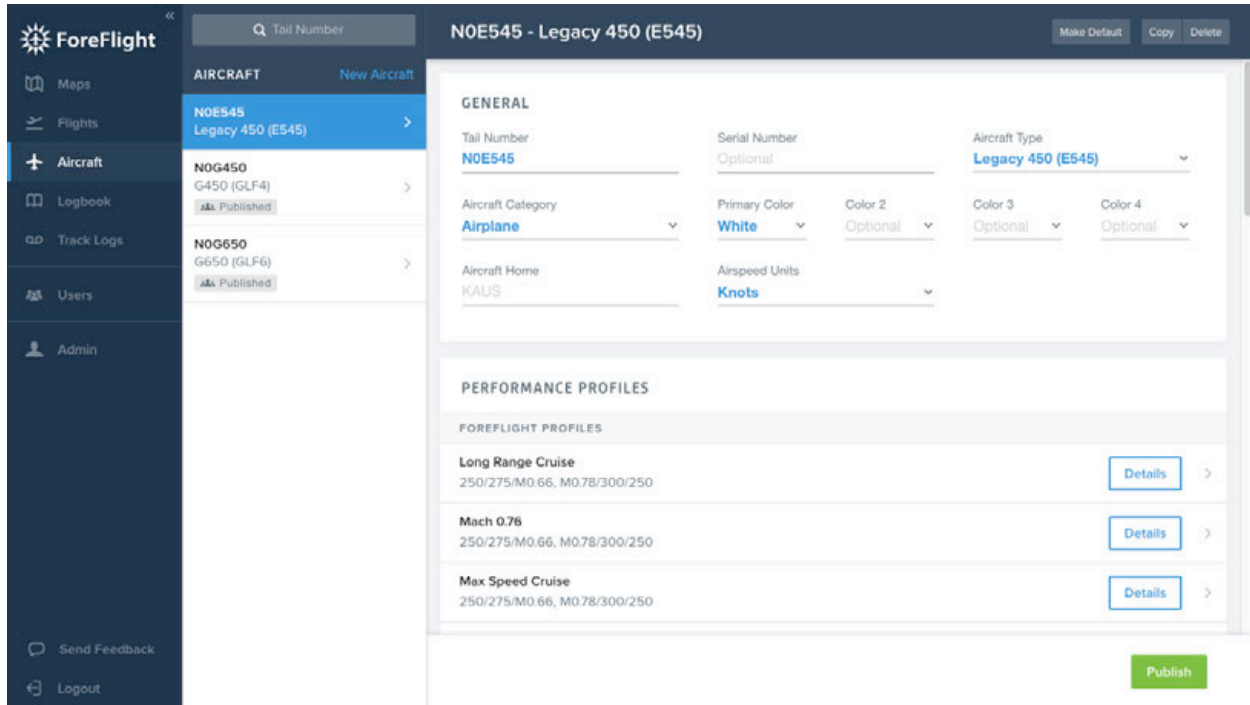 «
ForeFlight
Maps
Flights
Aircraft
Logbook
Track Logs
Users
Admin
Send Feedback
Logout
Tail Number
AIRCRAFT New Aircraft
N0E545
Legacy 450 (E545)
N0G450
G450 (GLF4)
Published
N0G650
G650 (GLF6)
Published
N0E545 - Legacy 450 (E545)
Make Default Copy Delete
GENERAL
Tail Number Serial Number Aircraft Type
N0E545 Optional Legacy 450 (E545)
Aircraft Category Primary Color Color 2 Color 3 Color 4
Airplane White Optional Optional Optional
Aircraft Home Airspeed Units
KAUS Knots
PERFORMANCE PROFILES
FOREFLIGHT PROFILES
Long Range Cruise
250/275/M0.66, M0.78/300/250
Details
Mach 0.76
250/275/M0.66, M0.78/300/250
Details
Max Speed Cruise
250/275/M0.66, M0.78/300/250
Details
Publish